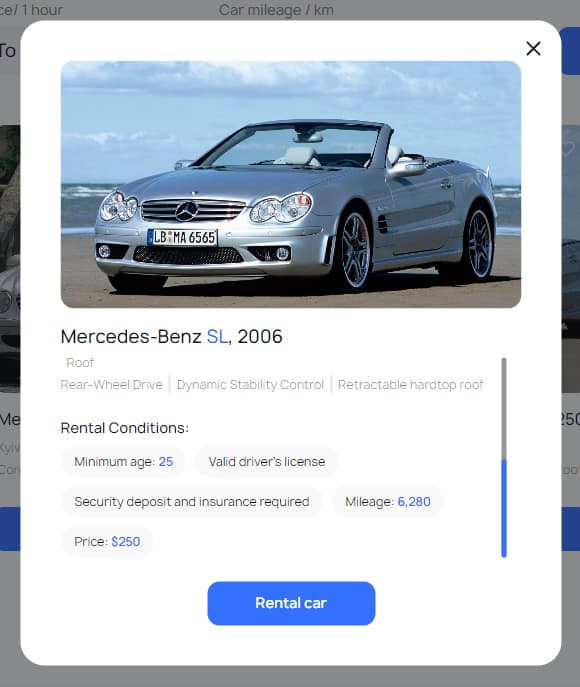 ce/ 1 hour
Car mileage / km
To
LB MA 6565
Mercedes-Benz SL, 2006
Roof
Rear-Wheel Drive | Dynamic Stability Control | Retractable hardtop roof
Rental Conditions:
Minimum age: 25
Valid driver's license
Security deposit and insurance required
Mileage: 6,280
Price: $250
Me
250
Kyiv
Con
oof
Rental car